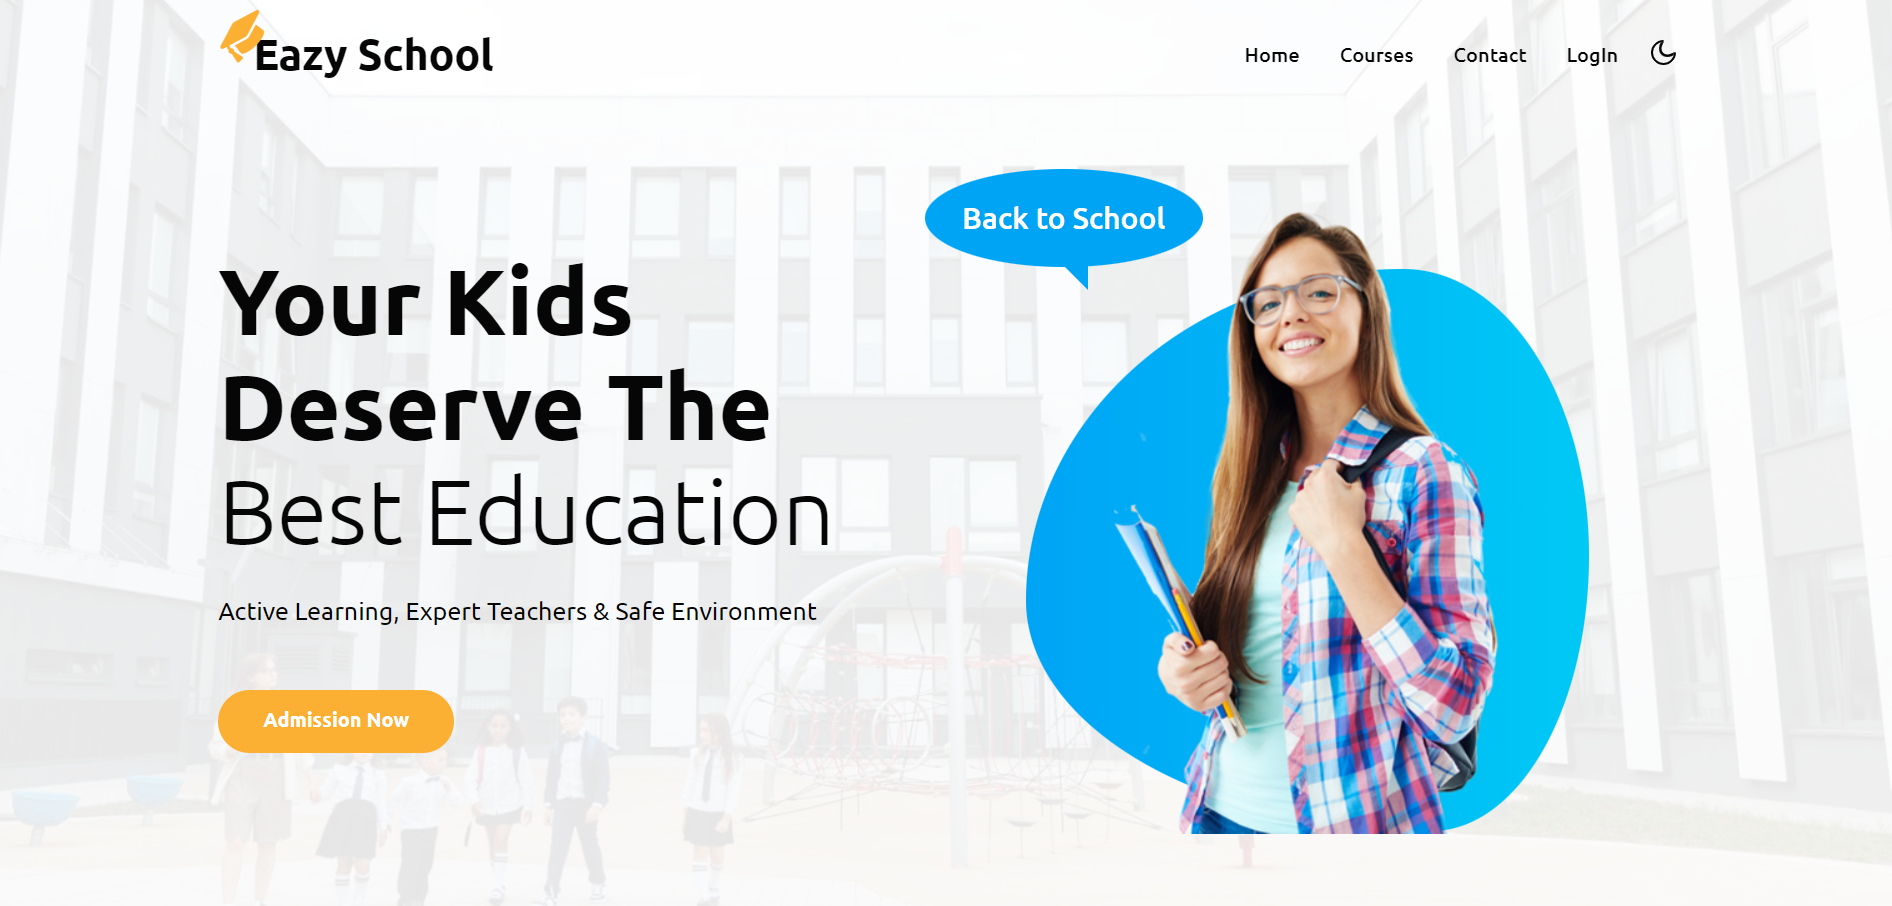 Eazy School
Home Courses Contact LogIn
Back to School
Your Kids
Deserve The
Best Education
Active Learning, Expert Teachers & Safe Environment
Admission Now